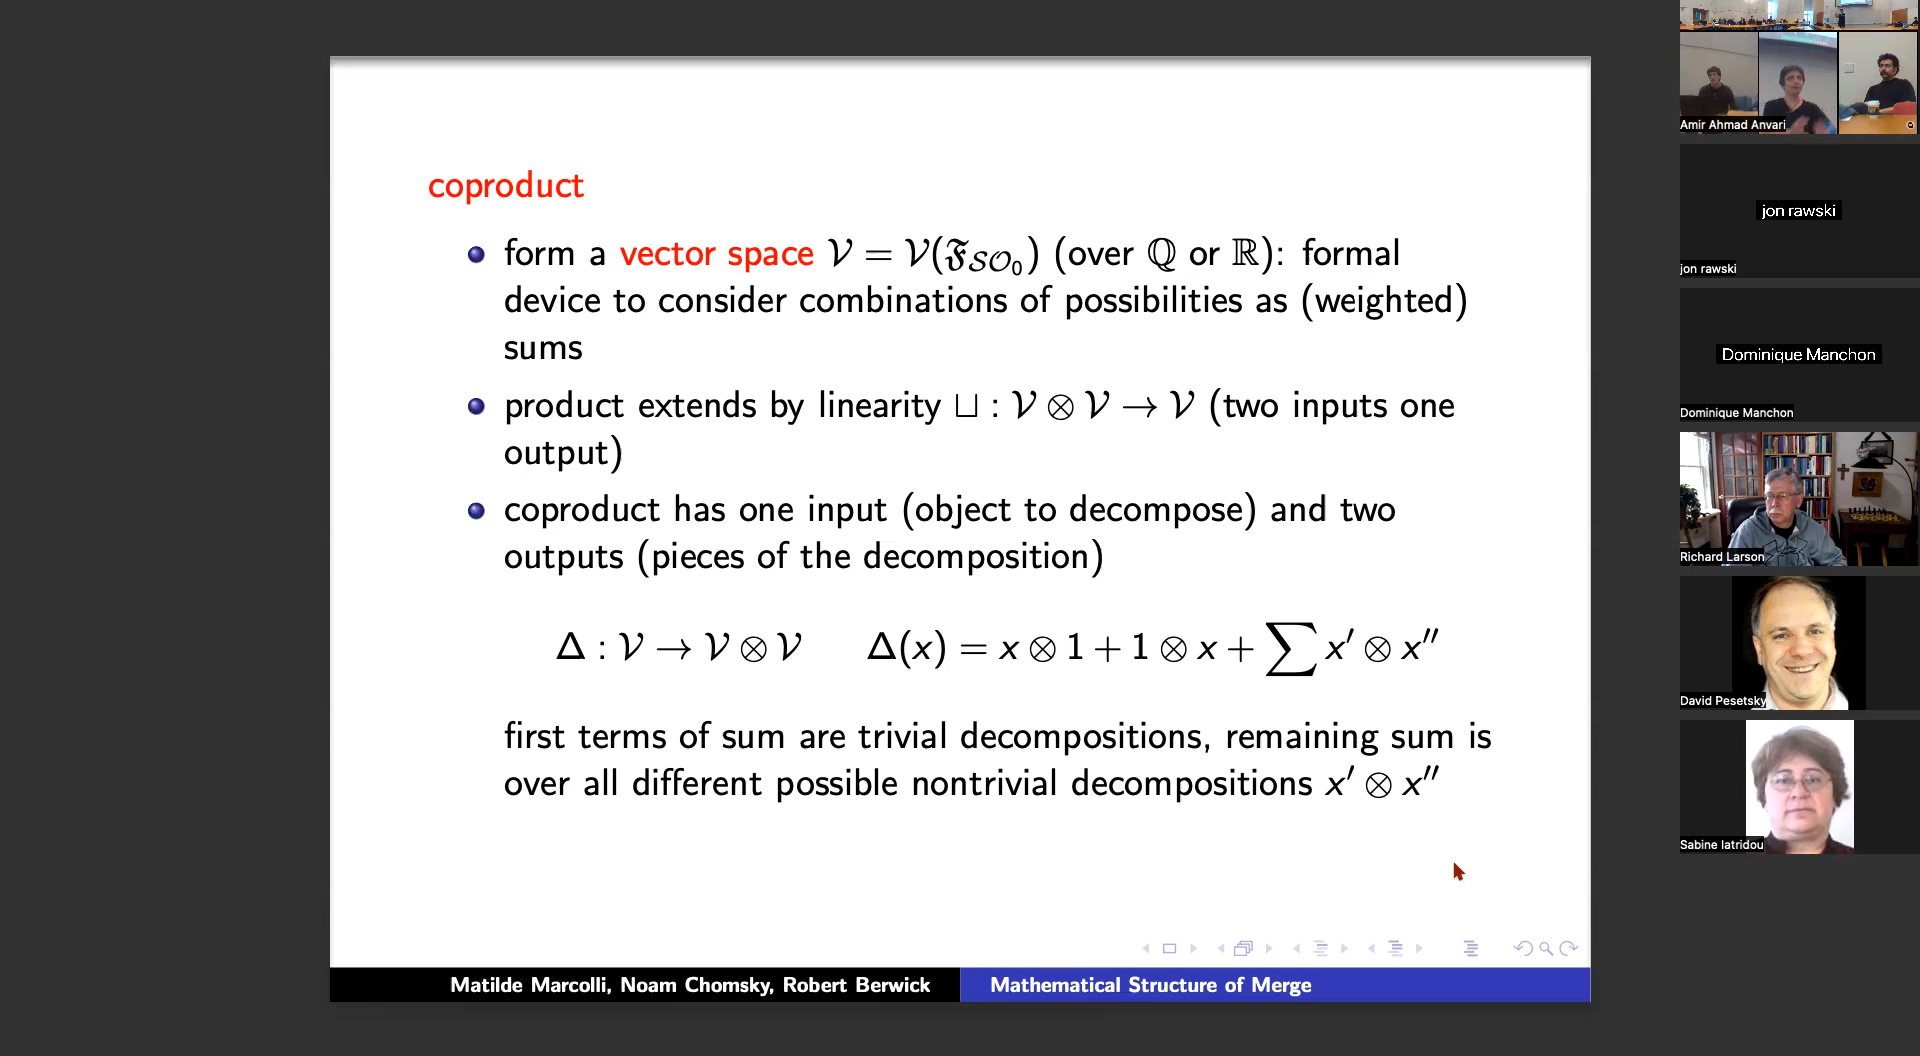 coproduct
form a vector space 𝒱 = 𝒱(𝔉_{𝒮𝒪₀}) (over ℚ or ℝ): formal
device to consider combinations of possibilities as (weighted)
sums
product extends by linearity ⊔ : 𝒱 ⊗ 𝒱 → 𝒱 (two inputs one
output)
coproduct has one input (object to decompose) and two
outputs (pieces of the decomposition)
Δ : 𝒱 → 𝒱 ⊗ 𝒱 Δ(x) = x ⊗ 1 + 1 ⊗ x + ∑ x′ ⊗ x″
first terms of sum are trivial decompositions, remaining sum is
over all different possible nontrivial decompositions x′ ⊗ x″
Matilde Marcolli, Noam Chomsky, Robert Berwick
Mathematical Structure of Merge
Amir Ahmad Anvari
jon rawski
jon rawski
Dominique Manchon
Dominique Manchon
Richard Larson
David Pesetsky
Sabine Iatridou